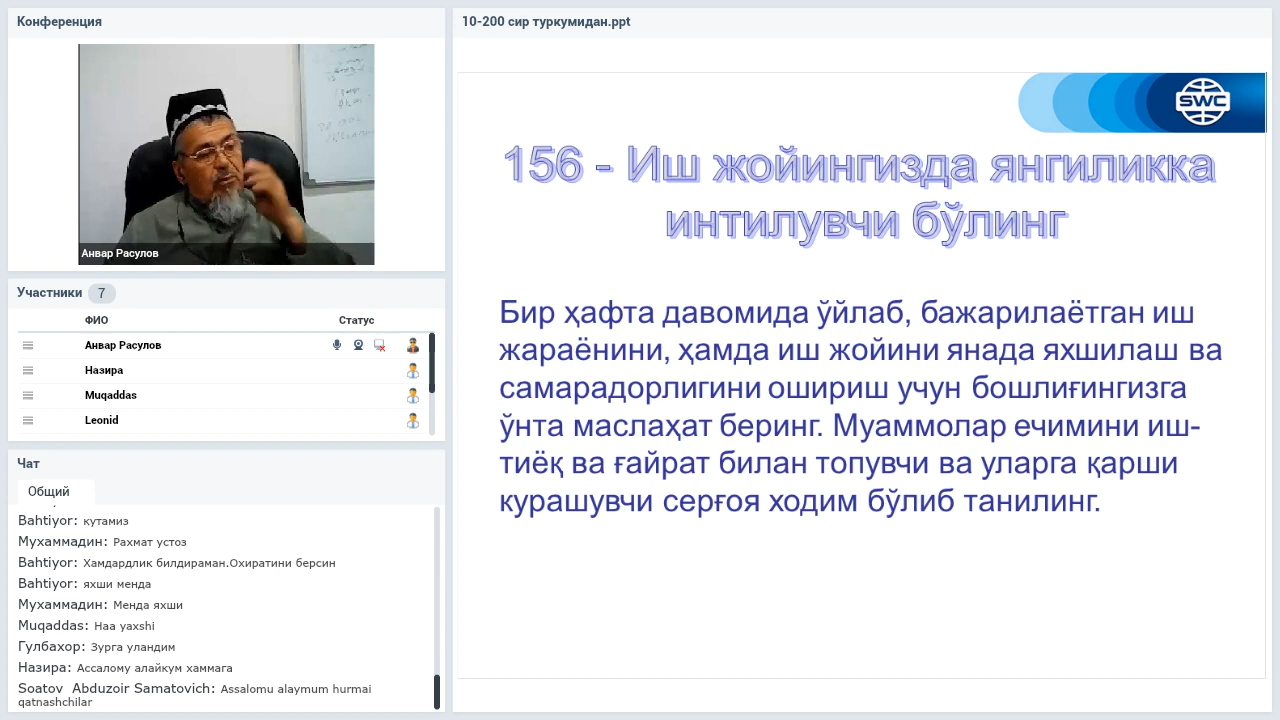 Конференция
Анвар Расулов
Участники 7
ФИО Статус
Анвар Расулов
Назира
Muqaddas
Leonid
Чат
Общий
Bahtiyor: кутамиз
Мухаммадин: Рахмат устоз
Bahtiyor: Хамдардлик билдираман.Охиратини берсин
Bahtiyor: яхши менда
Мухаммадин: Менда яхши
Muqaddas: Haa yaxshi
Гулбахор: Зурга уландим
Назира: Ассалому алайкум хаммага
Soatov Abduzoir Samatovich: Assalomu alaymum hurmai
qatnashchilar
10-200 сир туркумидан.ppt
SWC
156 - Иш жойингизда янгиликка
интилувчи бўлинг
Бир ҳафта давомида ўйлаб, бажарилаётган иш
жараёнини, ҳамда иш жойини янада яхшилаш ва
самарадорлигини ошириш учун бошлиғингизга
ўнта маслаҳат беринг. Муаммолар ечимини иш-
тиёқ ва ғайрат билан топувчи ва уларга қарши
курашувчи серғоя ходим бўлиб танилинг.